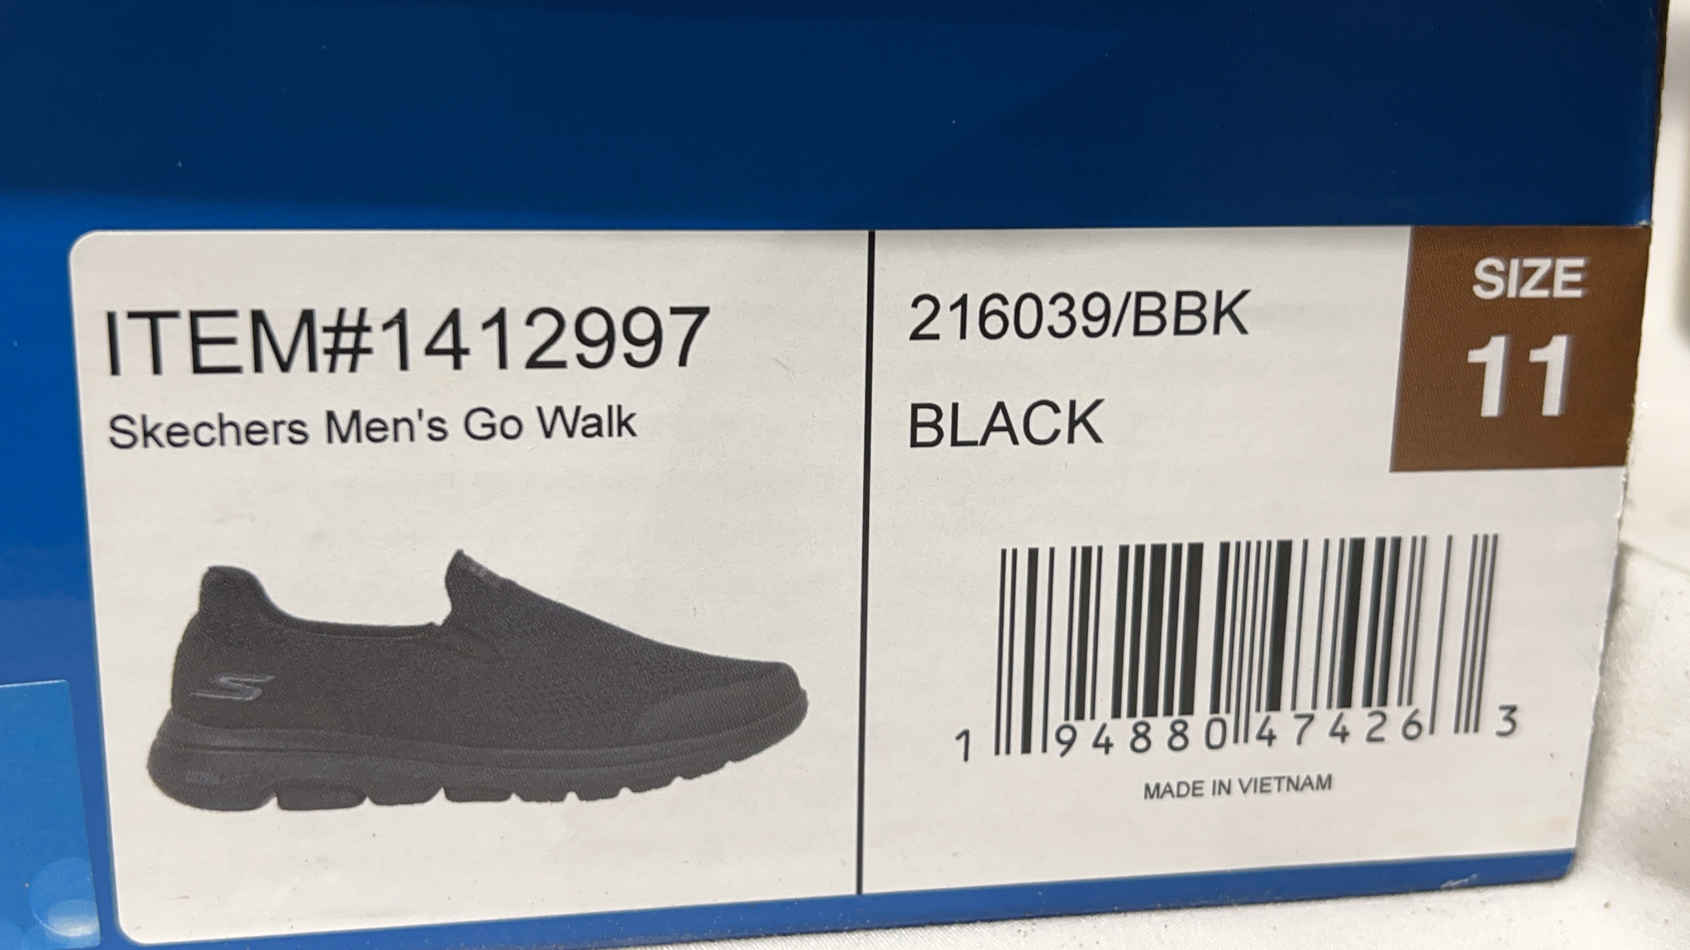 ITEM#1412997
Skechers Men's Go Walk
216039/BBK
BLACK
SIZE
11
1 94880 47426 3
MADE IN VIETNAM